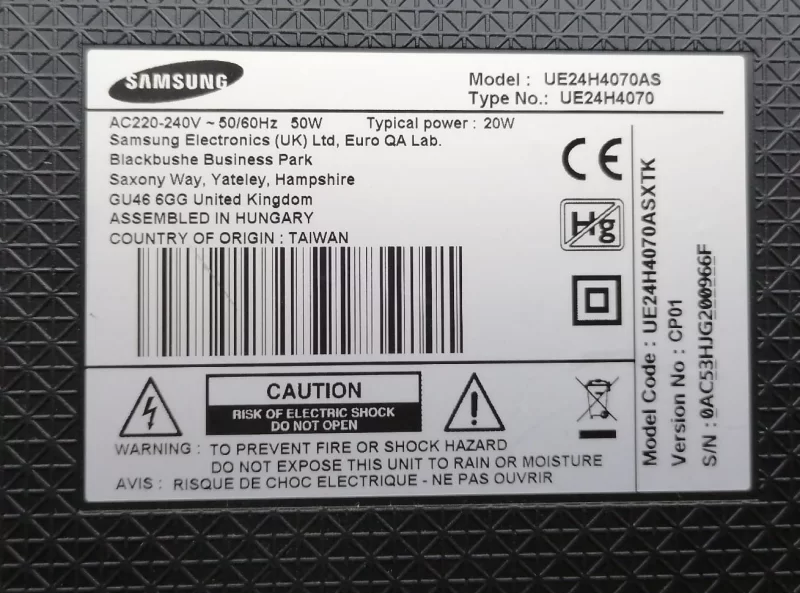 SAMSUNG
Model : UE24H4070AS
Type No.: UE24H4070
AC220-240V ~ 50/60Hz 50W Typical power : 20W
Samsung Electronics (UK) Ltd, Euro QA Lab.
Blackbushe Business Park
Saxony Way, Yateley, Hampshire
GU46 6GG United Kingdom
ASSEMBLED IN HUNGARY
COUNTRY OF ORIGIN : TAIWAN
CE
Hg
CAUTION
RISK OF ELECTRIC SHOCK
DO NOT OPEN
WARNING : TO PREVENT FIRE OR SHOCK HAZARD
DO NOT EXPOSE THIS UNIT TO RAIN OR MOISTURE
AVIS : RISQUE DE CHOC ELECTRIQUE - NE PAS OUVRIR
Model Code : UE24H4070ASXTK
Version No : CP01
S/N : 0AC53HJG200966F